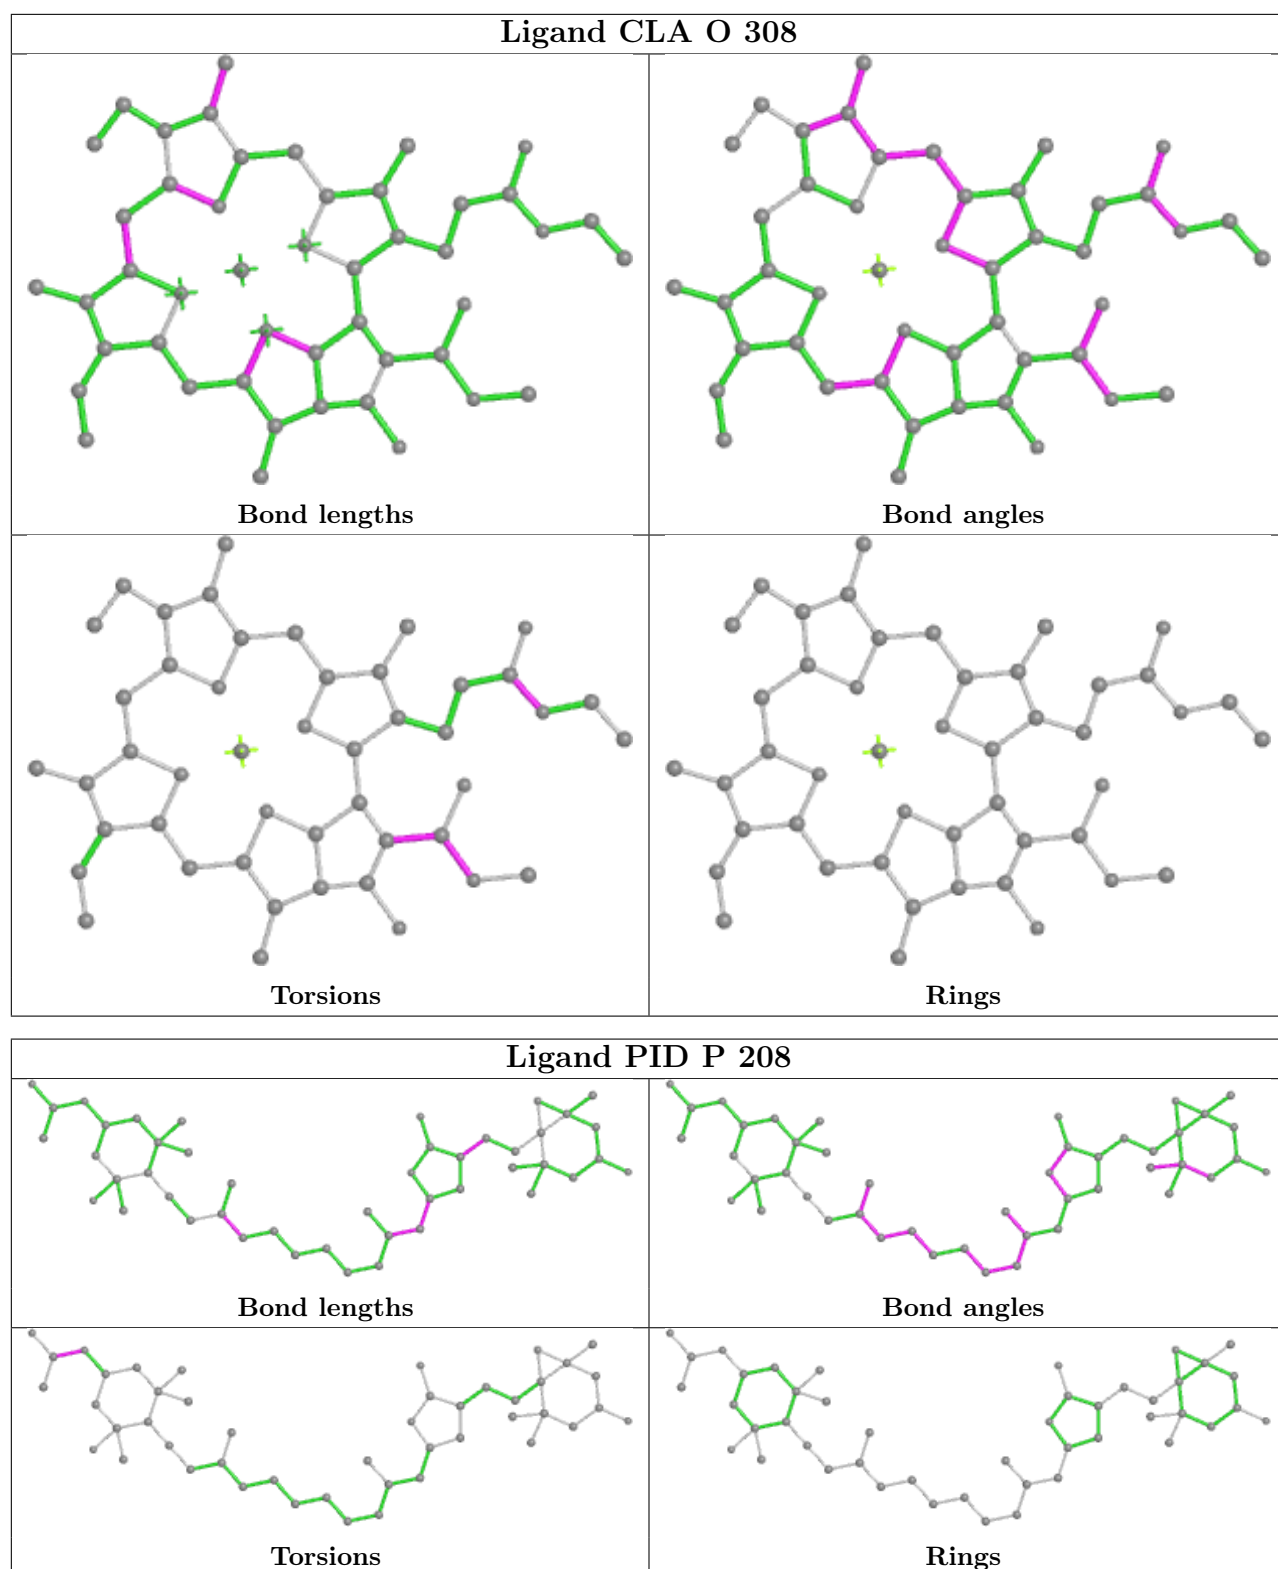 Ligand CLA O 308
Bond lengths
Bond angles
Torsions
Rings
Ligand PID P 208
Bond lengths
Bond angles
Torsions
Rings